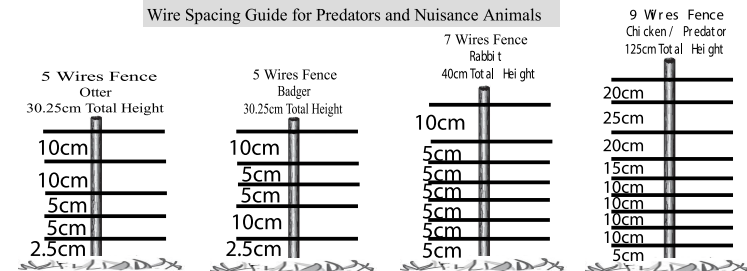 Wire Spacing Guide for Predators and Nuisance Animals
5 Wires Fence
Otter
30.25cm Total Height
10cm
10cm
5cm
5cm
2.5cm
5 Wires Fence
Badger
30.25cm Total Height
10cm
5cm
5cm
10cm
2.5cm
7 Wires Fence
Rabbit
40cm Total Height
10cm
5cm
5cm
5cm
5cm
5cm
5cm
9 Wires Fence
Chicken/ Predator
125cm Total Height
20cm
25cm
20cm
15cm
10cm
10cm
10cm
10cm
5cm